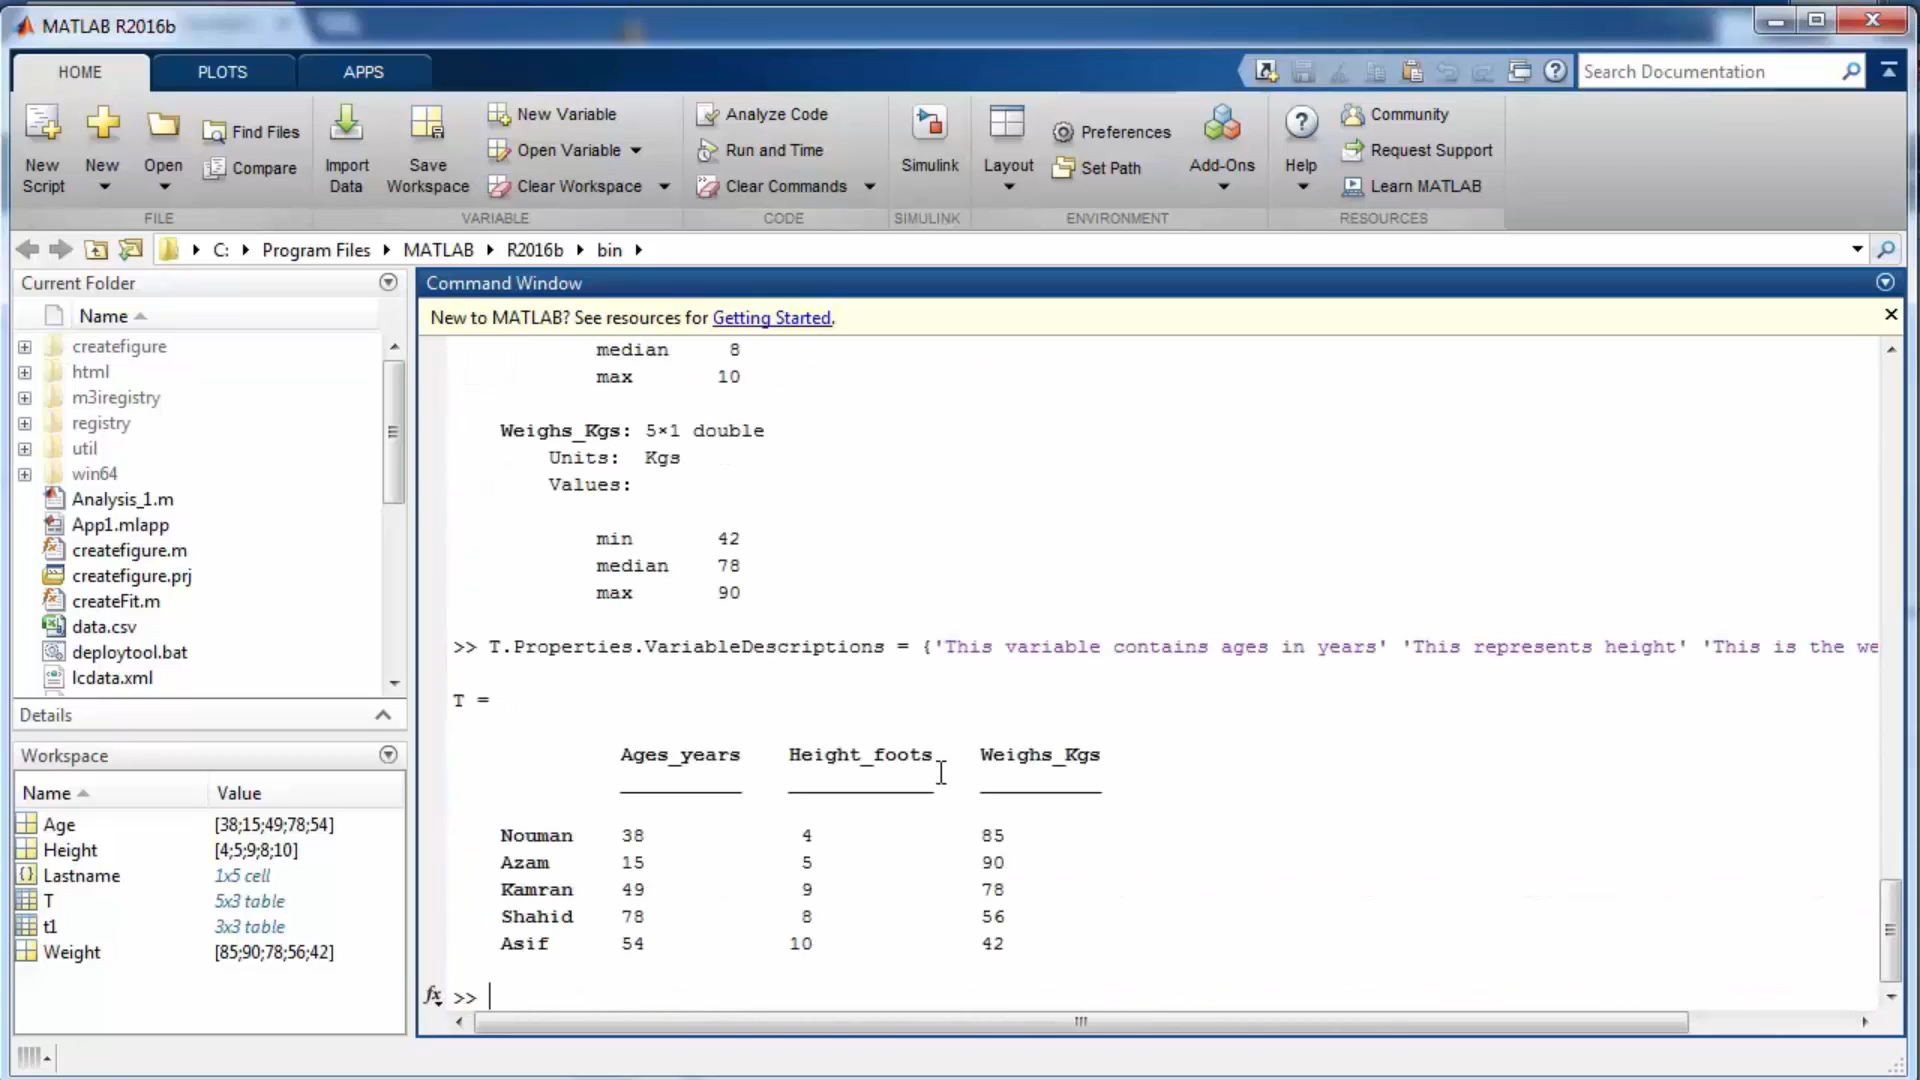 MATLAB R2016b
HOME PLOTS APPS
Search Documentation
New Script
New
Open
Find Files
Compare
Import Data
Save Workspace
New Variable
Open Variable
Clear Workspace
Analyze Code
Run and Time
Clear Commands
Simulink
Layout
Preferences
Set Path
Add-Ons
Help
Community
Request Support
Learn MATLAB
FILE VARIABLE CODE SIMULINK ENVIRONMENT RESOURCES
C: Program Files MATLAB R2016b bin
Current Folder
Name
createfigure
html
m3iregistry
registry
util
win64
Analysis_1.m
App1.mlapp
createfigure.m
createfigure.prj
createFit.m
data.csv
deploytool.bat
lcdata.xml
Details
Workspace
Name Value
Age [38;15;49;78;54]
Height [4;5;9;8;10]
Lastname 1x5 cell
T 5x3 table
t1 3x3 table
Weight [85;90;78;56;42]
Command Window
New to MATLAB? See resources for Getting Started.
median 8
max 10
Weighs_Kgs: 5×1 double
Units: Kgs
Values:
min 42
median 78
max 90
>> T.Properties.VariableDescriptions = {'This variable contains ages in years' 'This represents height' 'This is the we
T =
Ages_years Height_foots Weighs_Kgs
Nouman 38 4 85
Azam 15 5 90
Kamran 49 9 78
Shahid 78 8 56
Asif 54 10 42
fx >>